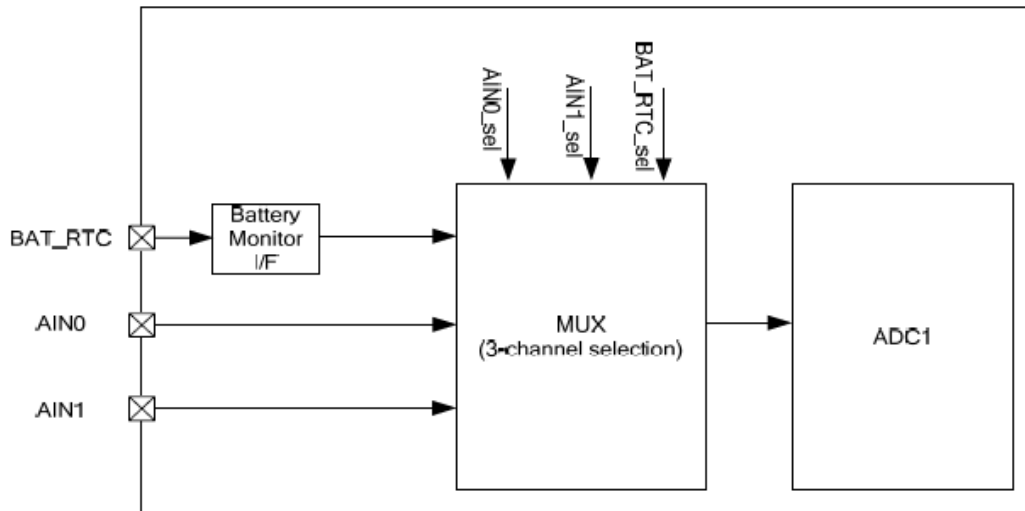 AIN0_sel
AIN1_sel
BAT_RTC_sel
BAT_RTC
Battery
Monitor
I/F
AIN0
MUX
(3-channel selection)
ADC1
AIN1